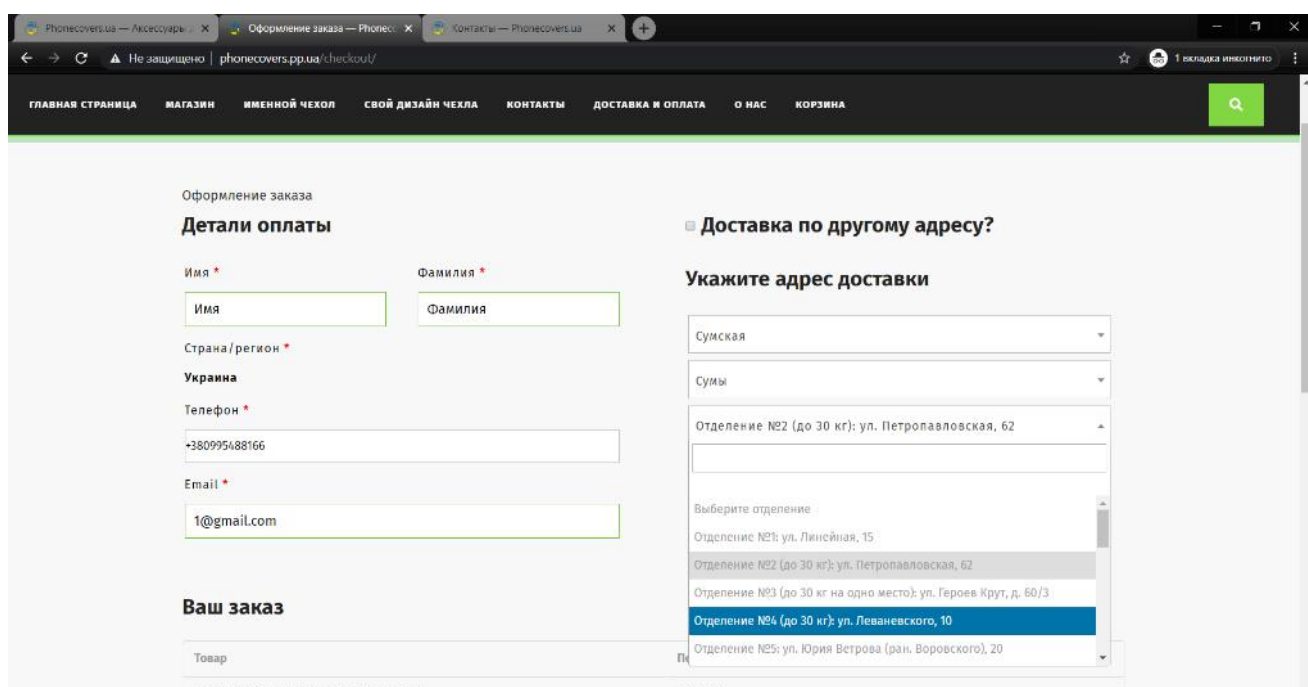 Phonecovers.ua — Аксессуары
Оформление заказа — Phonec
Контакты — Phonecovers.ua
Не защищено | phonecovers.pp.ua/checkout/
1 вкладка инкогнито
ГЛАВНАЯ СТРАНИЦА МАГАЗИН ИМЕННОЙ ЧЕХОЛ СВОЙ ДИЗАЙН ЧЕХЛА КОНТАКТЫ ДОСТАВКА И ОПЛАТА О НАС КОРЗИНА
Оформление заказа
Детали оплаты
Имя *
Фамилия *
Имя
Фамилия
Страна/регион *
Украина
Телефон *
+380995488166
Email *
1@gmail.com
Доставка по другому адресу?
Укажите адрес доставки
Сумская
Сумы
Отделение №2 (до 30 кг): ул. Петропавловская, 62
Выберите отделение
Отделение №1: ул. Линейная, 15
Отделение №2 (до 30 кг): ул. Петропавловская, 62
Отделение №3 (до 30 кг на одно место): ул. Героев Крут, д. 60/3
Отделение №4 (до 30 кг): ул. Леваневского, 10
Отделение №5: ул. Юрия Ветрова (ран. Воровского), 20
Ваш заказ
Товар